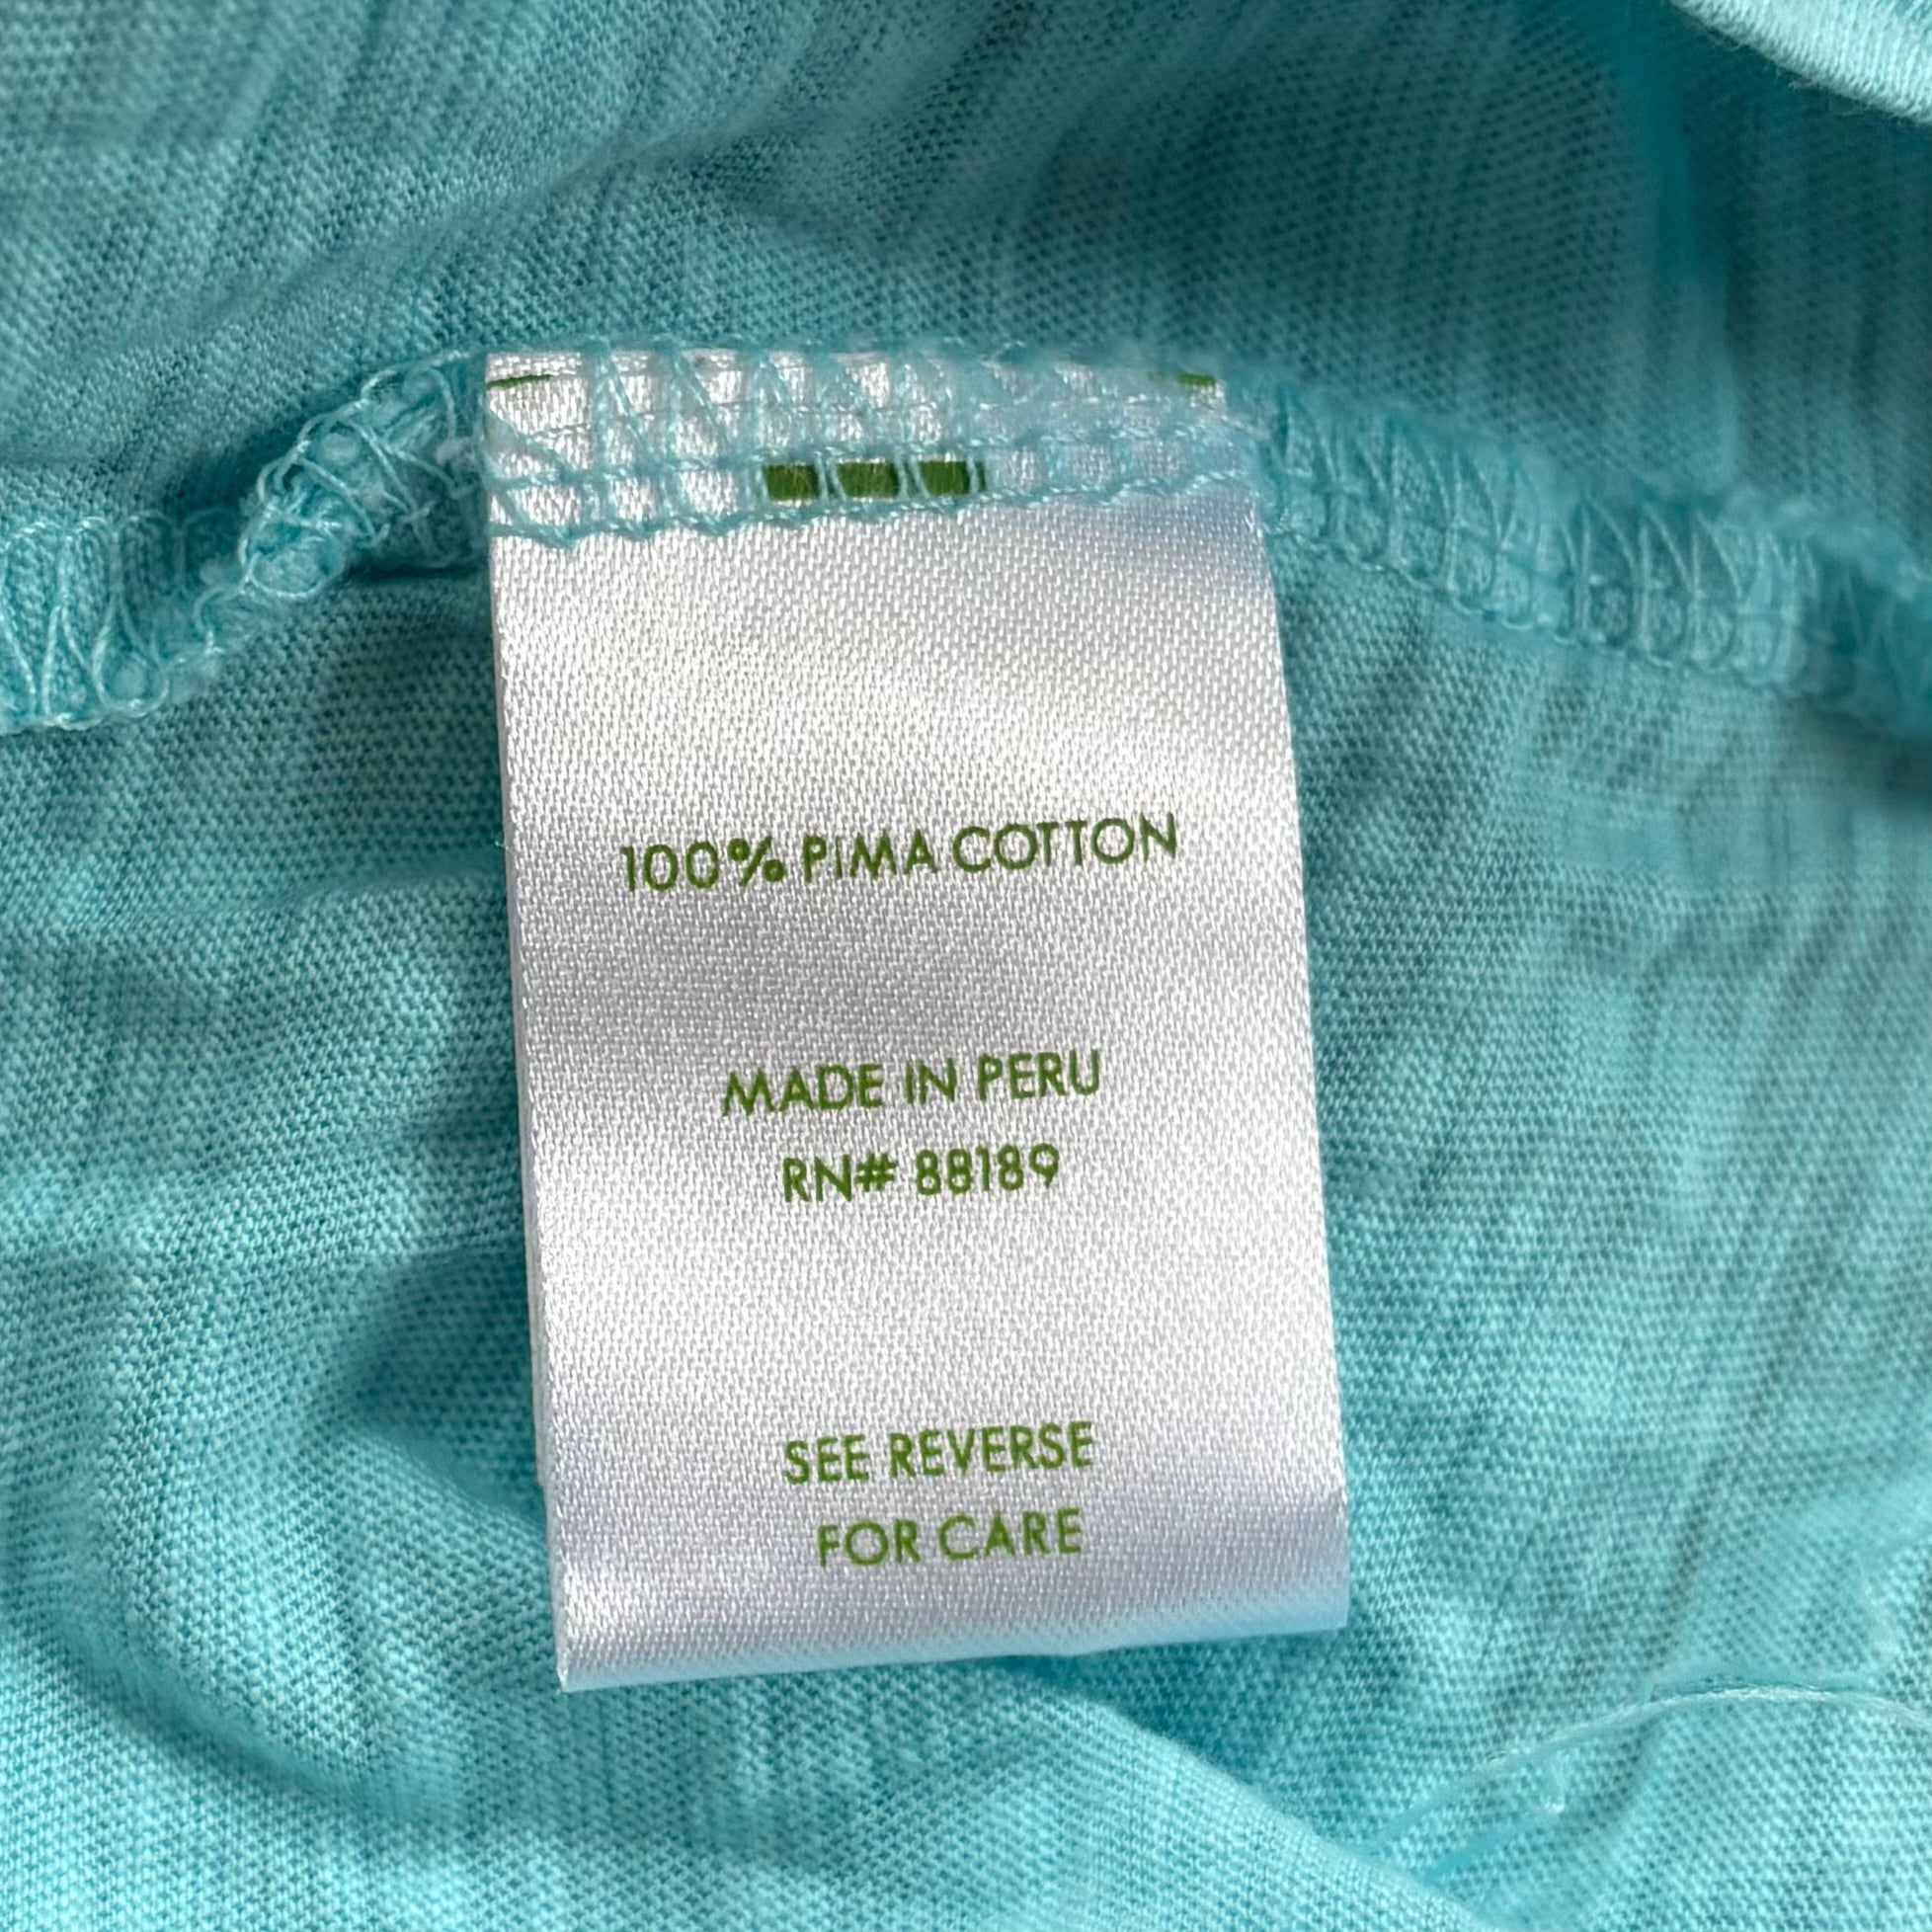 100% PIMA COTTON
MADE IN PERU
RN# 88189
SEE REVERSE
FOR CARE